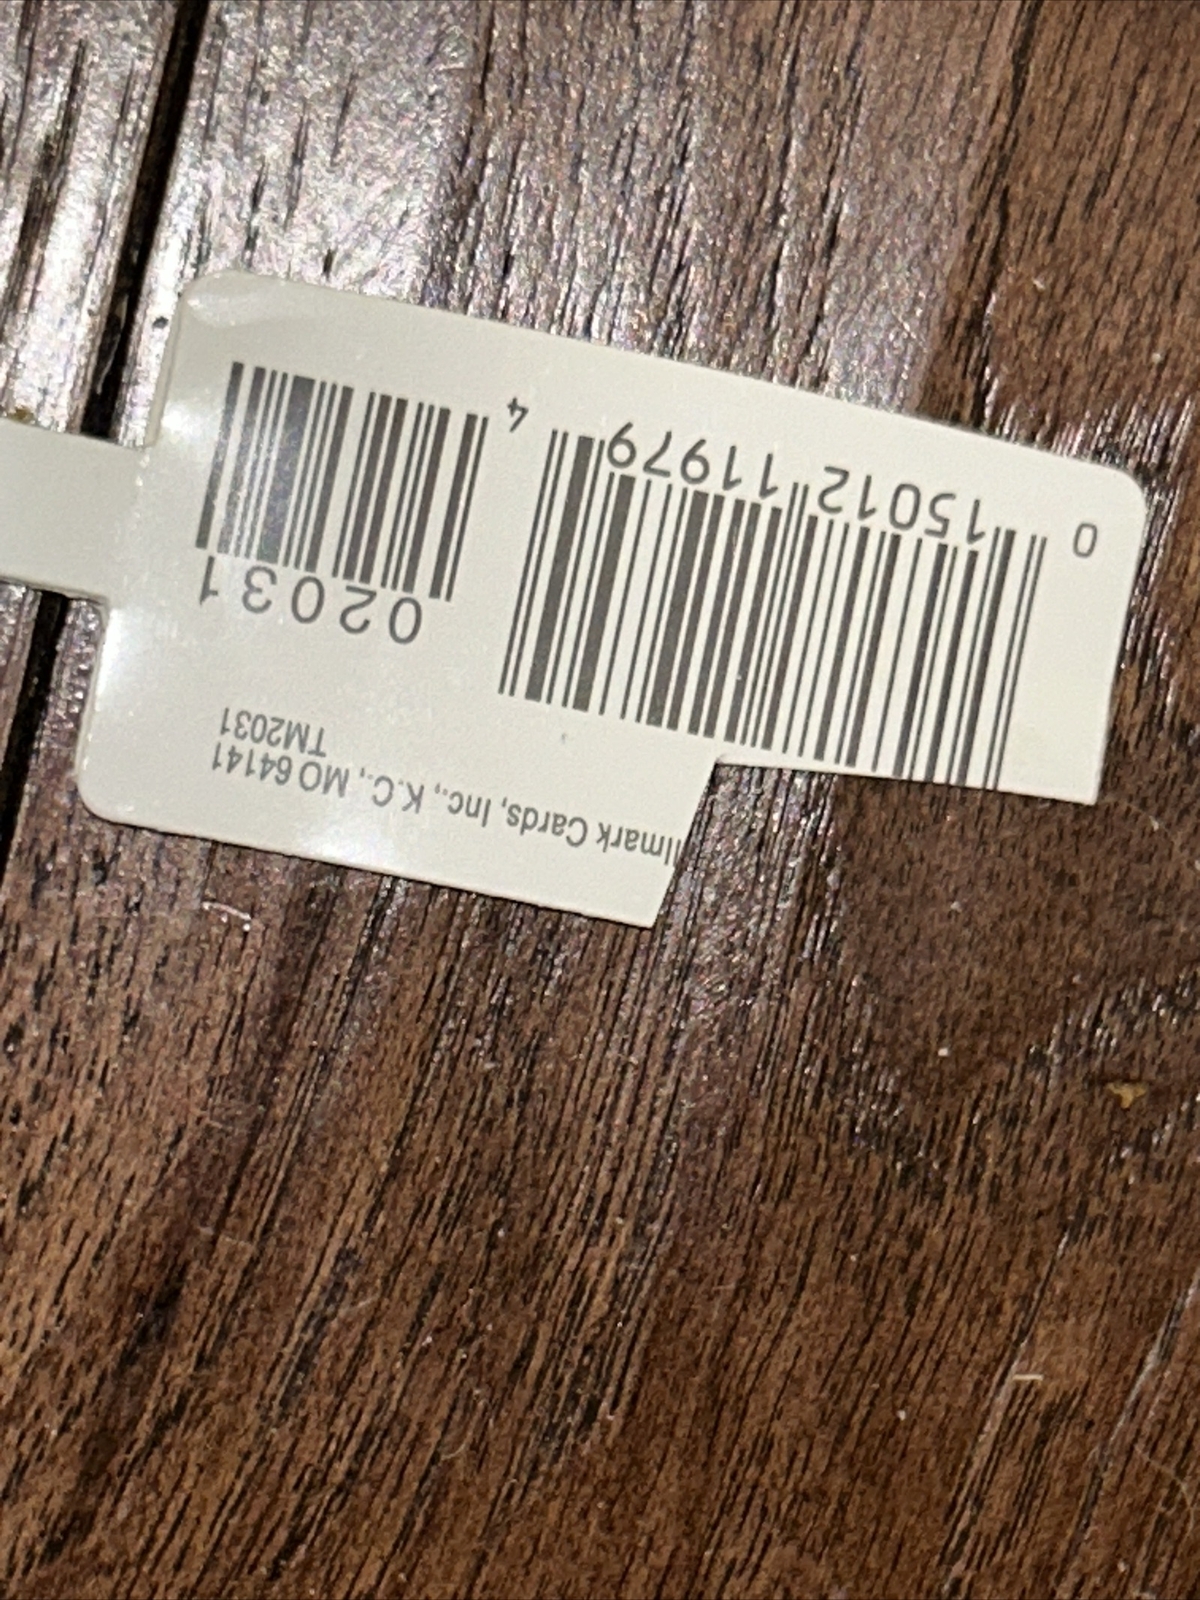 llmark Cards, Inc., K.C., MO 64141
TM2031
02031
0 15012 11979 4